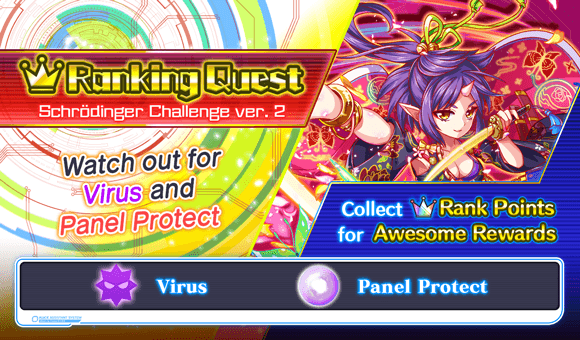 Ranking Quest
Schrödinger Challenge ver. 2
Watch out for
Virus and
Panel Protect
Collect Rank Points
for Awesome Rewards
Virus
Panel Protect